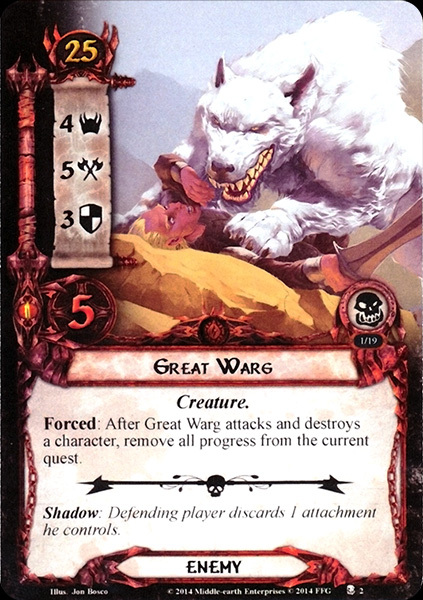 25
4
5
3
5
1/19
Great Warg
Creature.
Forced: After Great Warg attacks and destroys
a character, remove all progress from the current
quest.
Shadow: Defending player discards 1 attachment
he controls.
ENEMY
Illus. Jon Bosco © 2014 Middle-earth Enterprises © 2014 FFG 2